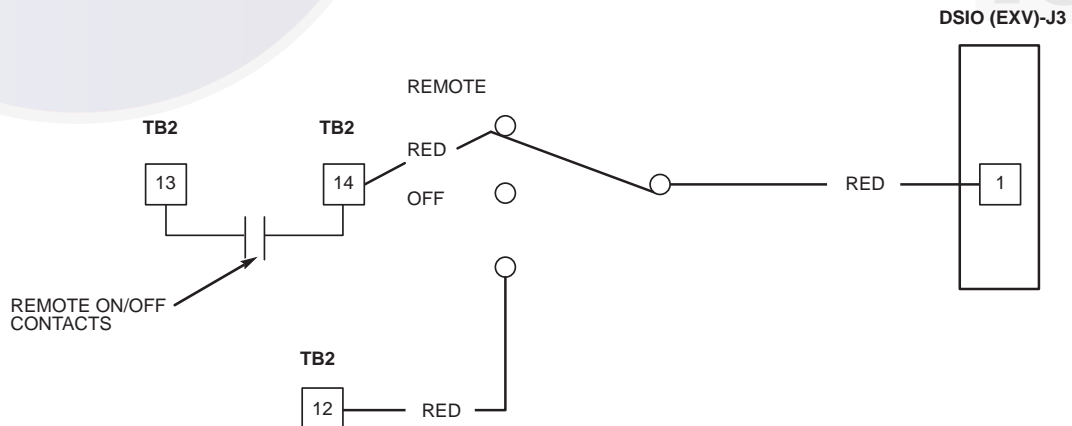 DSIO (EXV)-J3
REMOTE
TB2
TB2
RED
13
14
OFF
RED
1
REMOTE ON/OFF
CONTACTS
TB2
12
RED